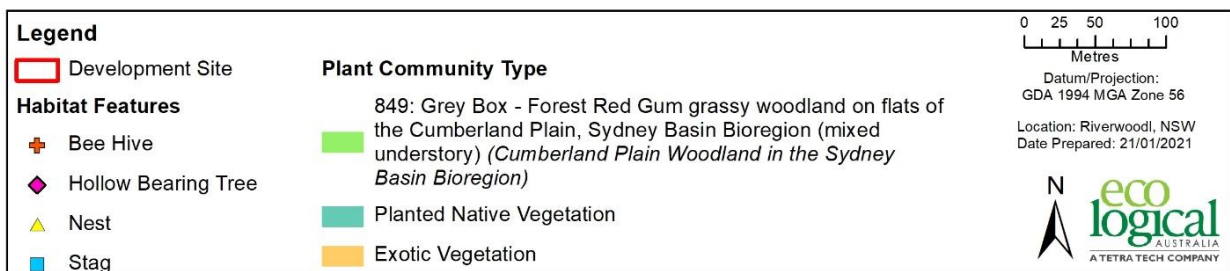 Legend
Development Site
Habitat Features
Bee Hive
Hollow Bearing Tree
Nest
Stag
Plant Community Type
849: Grey Box - Forest Red Gum grassy woodland on flats of
the Cumberland Plain, Sydney Basin Bioregion (mixed
understory) (Cumberland Plain Woodland in the Sydney
Basin Bioregion)
Planted Native Vegetation
Exotic Vegetation
0 25 50 100
Metres
Datum/Projection:
GDA 1994 MGA Zone 56
Location: Riverwoodl, NSW
Date Prepared: 21/01/2021
N
eco
logical
AUSTRALIA
A TETRA TECH COMPANY